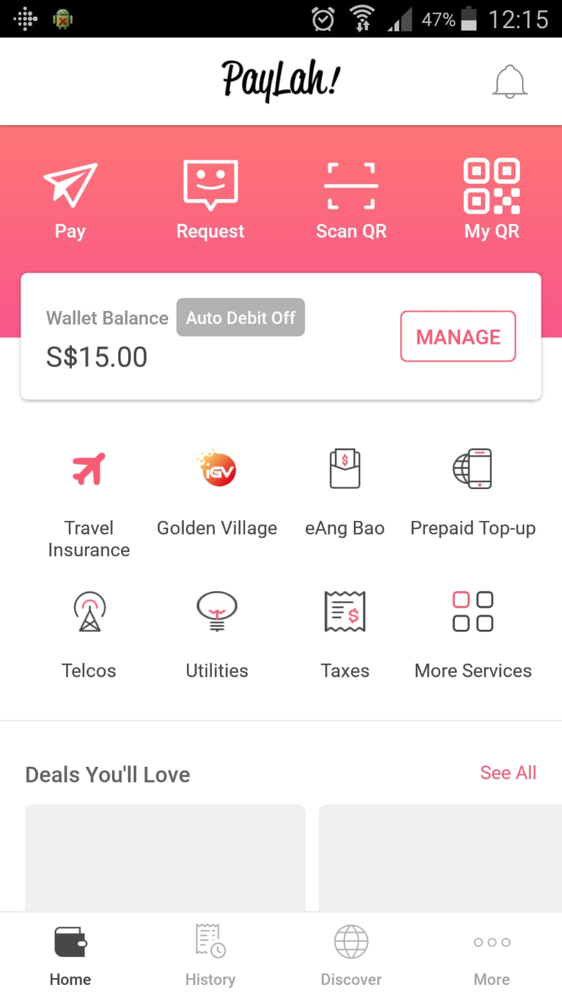 47% 12:15
PayLah!
Pay Request Scan QR My QR
Wallet Balance Auto Debit Off
S$15.00
MANAGE
$
iGV
Travel Insurance
Golden Village
eAng Bao
Prepaid Top-up
$
Telcos Utilities Taxes More Services
Deals You'll Love See All
Home History Discover More